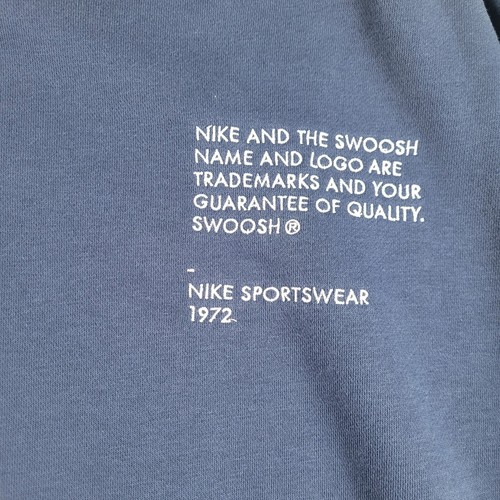 NIKE AND THE SWOOSH
NAME AND LOGO ARE
TRADEMARKS AND YOUR
GUARANTEE OF QUALITY.
SWOOSH ®
-
NIKE SPORTSWEAR
1972